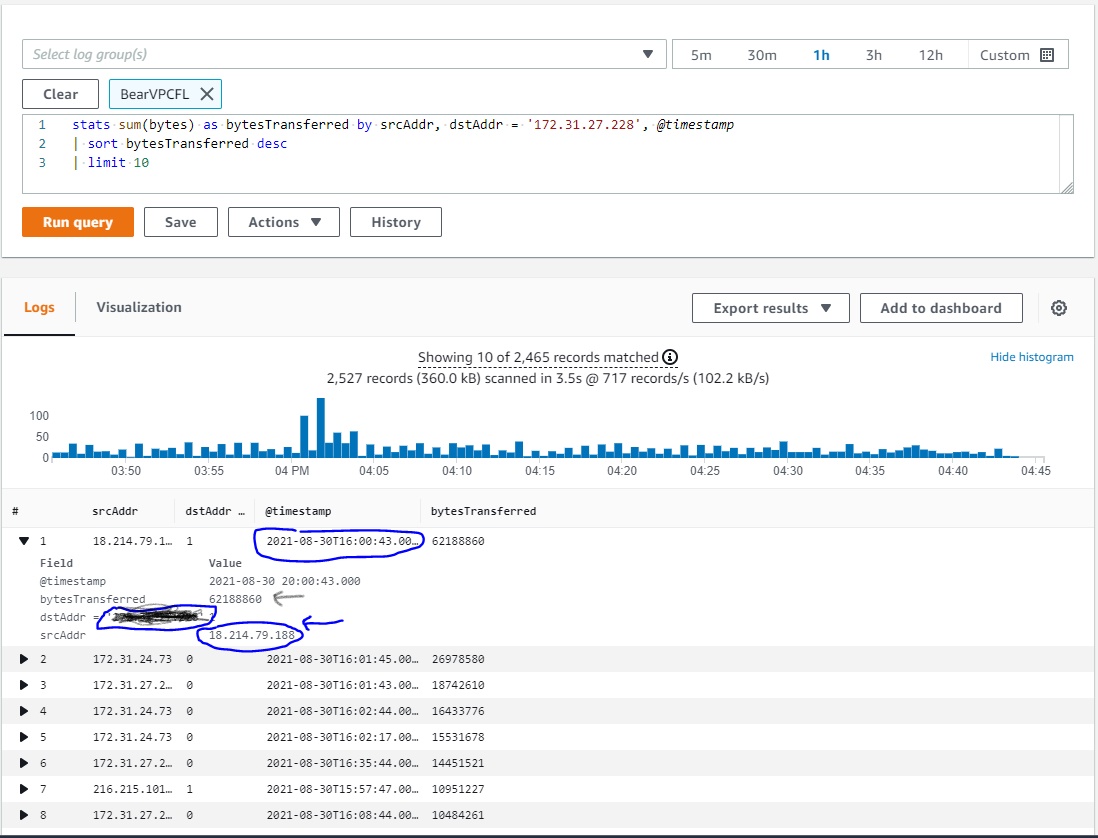 Select log group(s) 5m 30m 1h 3h 12h Custom
Clear BearVPCFL
1 stats sum(bytes) as bytesTransferred by srcAddr, dstAddr = '172.31.27.228', @timestamp
2 | sort bytesTransferred desc
3 | limit 10
Run query Save Actions History
Logs Visualization Export results Add to dashboard
Showing 10 of 2,465 records matched Hide histogram
2,527 records (360.0 kB) scanned in 3.5s @ 717 records/s (102.2 kB/s)
100
50
0
03:50 03:55 04 PM 04:05 04:10 04:15 04:20 04:25 04:30 04:35 04:40 04:45
# srcAddr dstAddr … @timestamp bytesTransferred
1 18.214.79.1… 1 2021-08-30T16:00:43.00… 62188860
Field Value
@timestamp 2021-08-30 20:00:43.000
bytesTransferred 62188860
dstAddr =
srcAddr 18.214.79.188
2 172.31.24.73 0 2021-08-30T16:01:45.00… 26978580
3 172.31.27.2… 0 2021-08-30T16:01:43.00… 18742610
4 172.31.24.73 0 2021-08-30T16:02:44.00… 16433776
5 172.31.24.73 0 2021-08-30T16:02:17.00… 15531678
6 172.31.27.2… 0 2021-08-30T16:35:44.00… 14451521
7 216.215.101… 1 2021-08-30T15:57:47.00… 10951227
8 172.31.27.2… 0 2021-08-30T16:08:44.00… 10484261